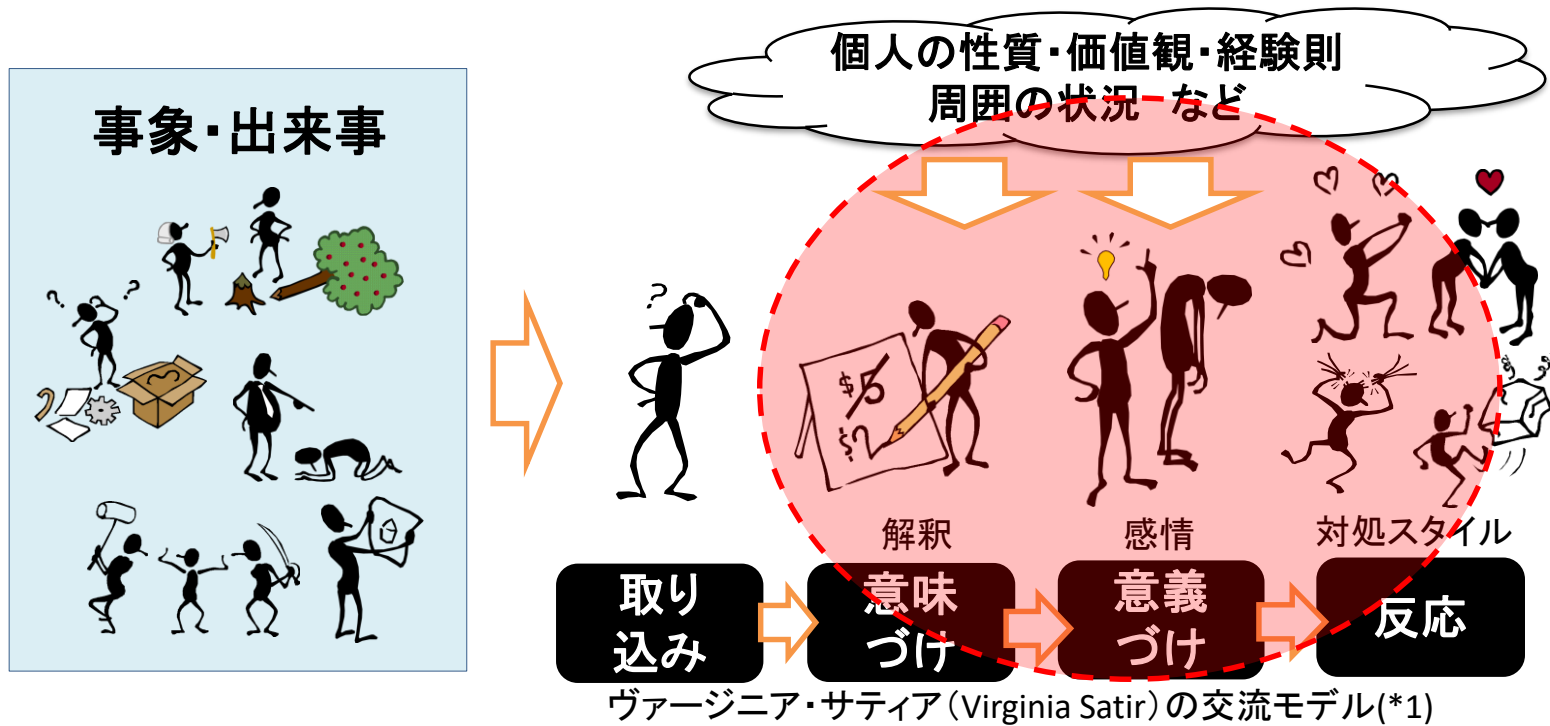 個人の性質・価値観・経験則
周囲の状況 など
事象・出来事
?
?
?
$5
$2
解釈
感情
対処スタイル
取り
込み
意味
づけ
意義
づけ
反応
ヴァージニア・サティア(Virginia Satir)の交流モデル(*1)